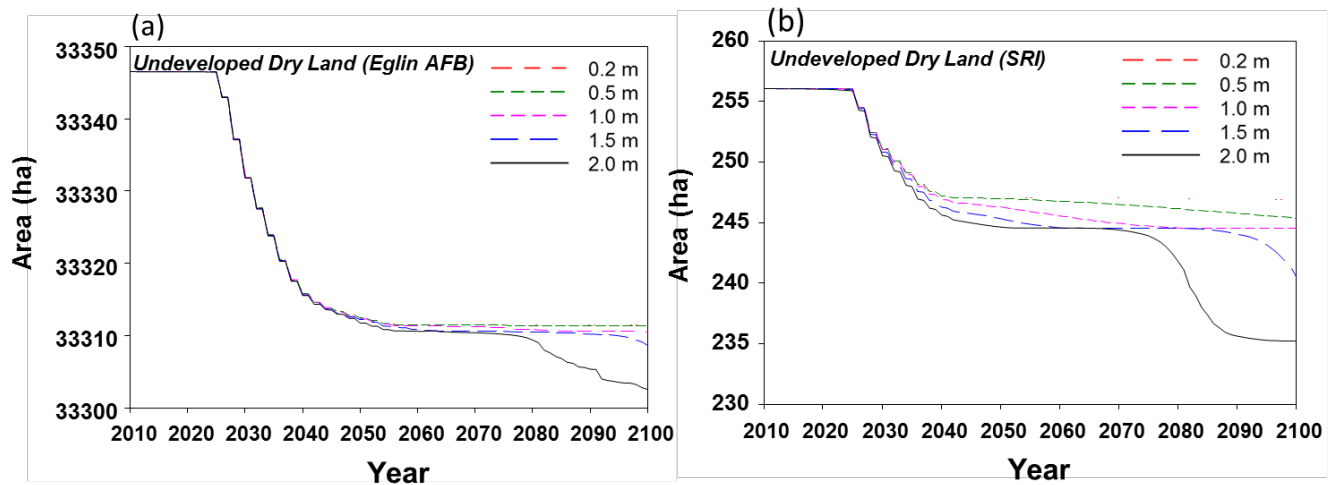 (a)
Undeveloped Dry Land (Eglin AFB)
0.2 m
0.5 m
1.0 m
1.5 m
2.0 m
33350
33340
33330
33320
33310
33300
Area (ha)
2010 2020 2030 2040 2050 2060 2070 2080 2090 2100
Year
(b)
Undeveloped Dry Land (SRI)
0.2 m
0.5 m
1.0 m
1.5 m
2.0 m
260
255
250
245
240
235
230
Area (ha)
2010 2020 2030 2040 2050 2060 2070 2080 2090 2100
Year